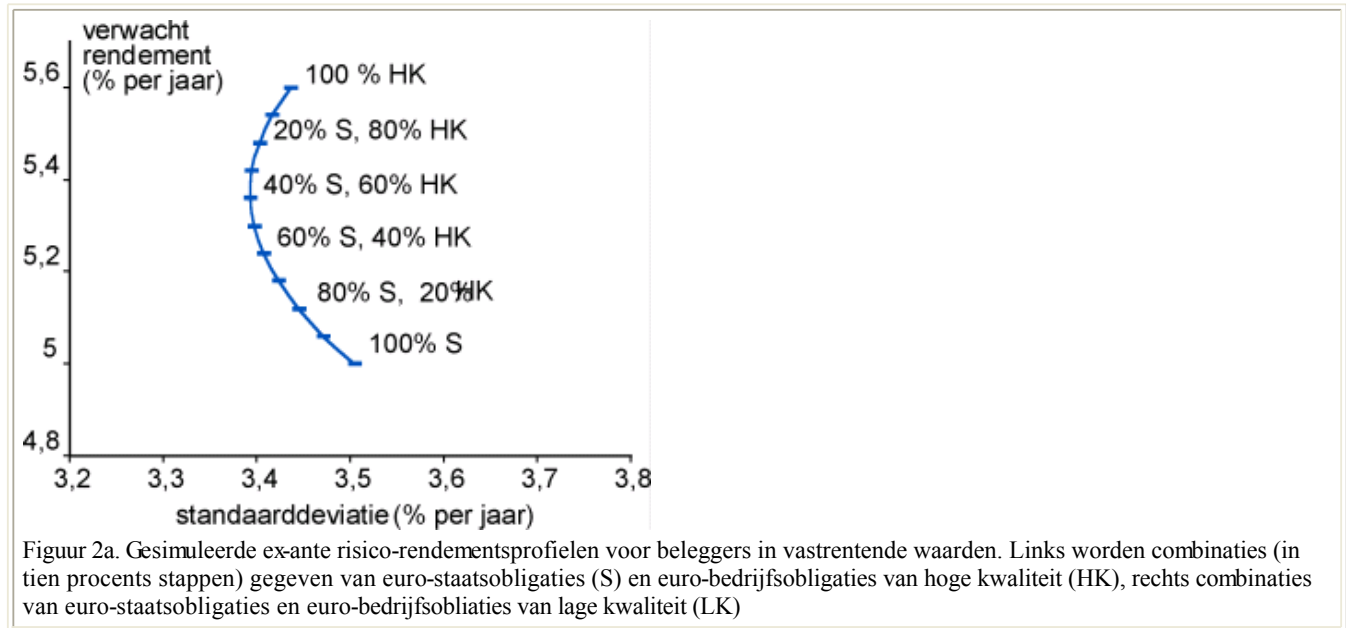 verwacht
rendement
(% per jaar)
5,6
100 % HK
20% S, 80% HK
5,4
40% S, 60% HK
60% S, 40% HK
5,2
80% S, 20% HK
100% S
5
4,8
3,2 3,3 3,4 3,5 3,6 3,7 3,8
standaarddeviatie (% per jaar)
Figuur 2a. Gesimuleerde ex-ante risico-rendementsprofielen voor beleggers in vastrentende waarden. Links worden combinaties (in
tien procents stappen) gegeven van euro-staatsobligaties (S) en euro-bedrijfsobligaties van hoge kwaliteit (HK), rechts combinaties
van euro-staatsobligaties en euro-bedrijfsobliaties van lage kwaliteit (LK)